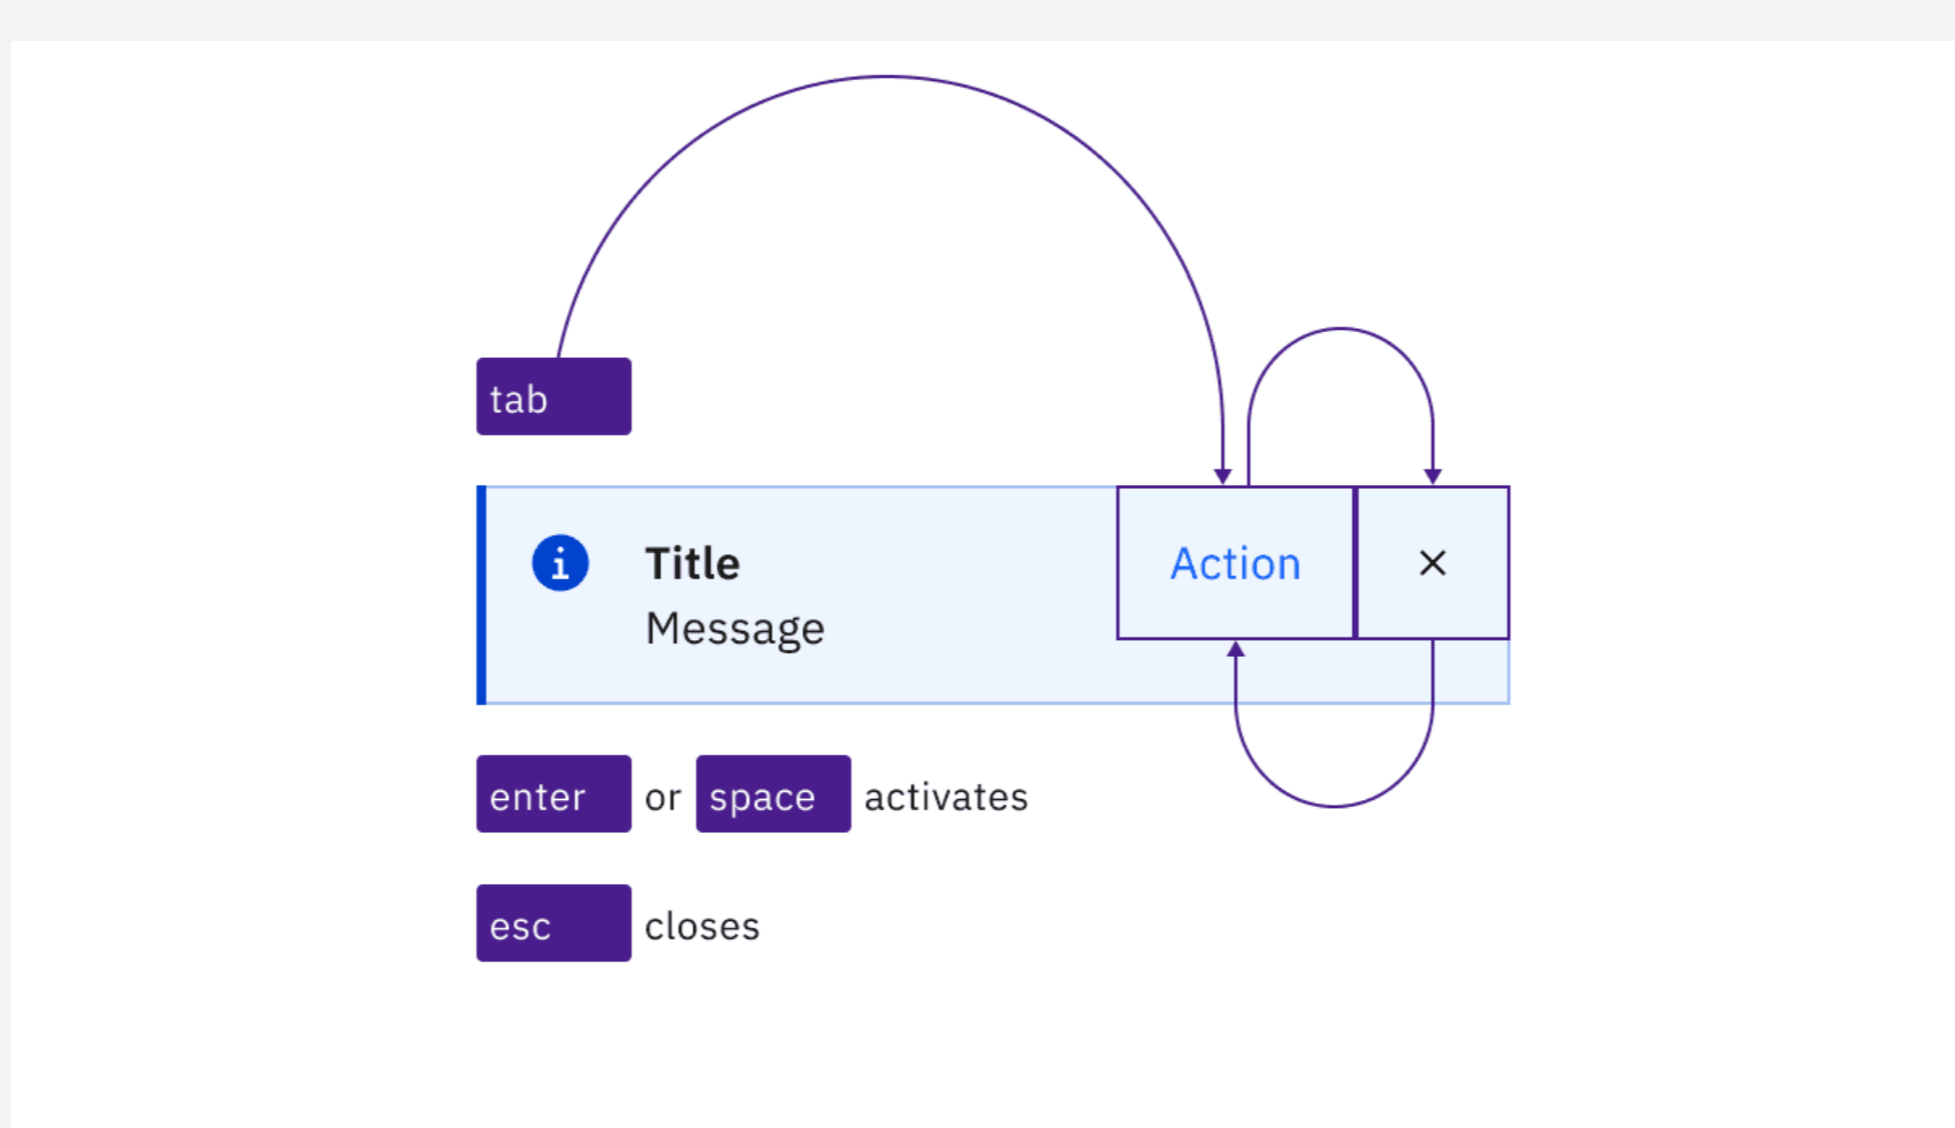 tab
Title
Action
Message
enter or space activates
esc closes